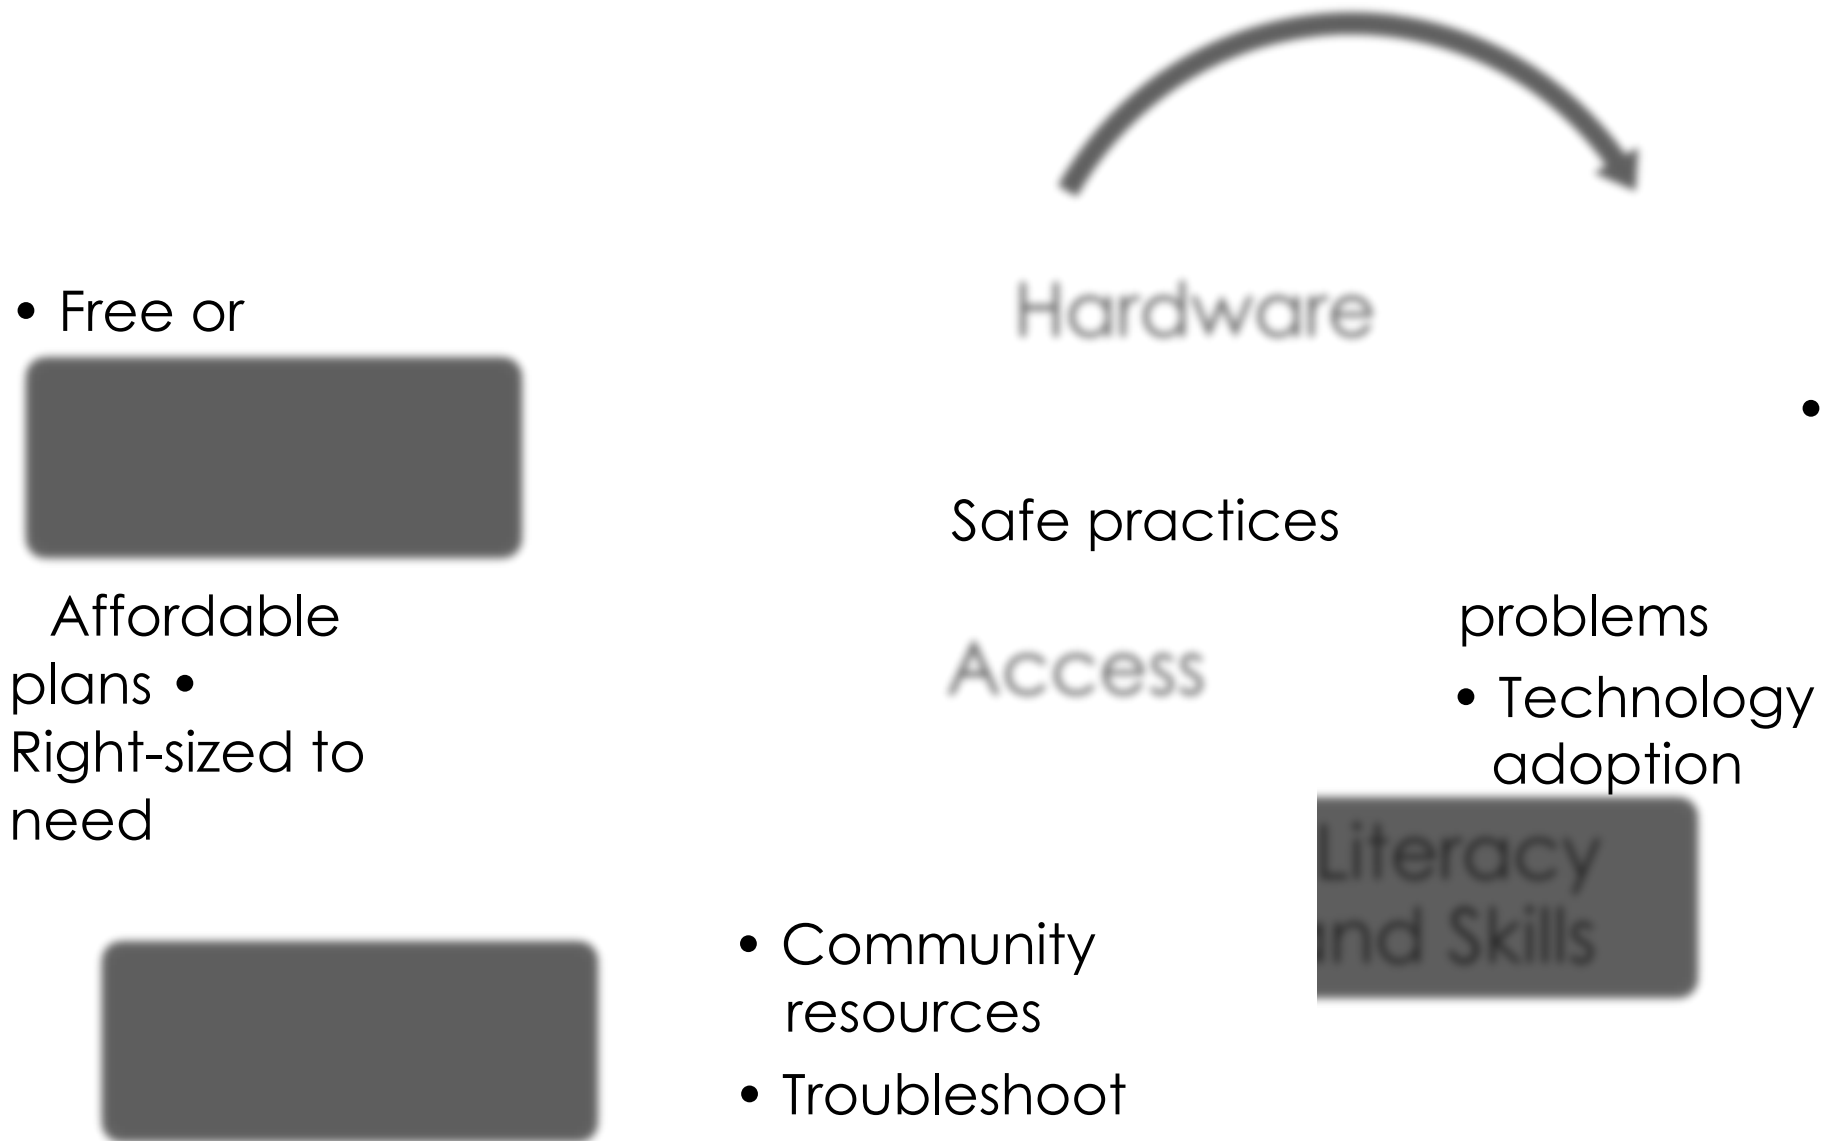 Hardware
• Free or
•
Safe practices
Affordable
plans •
Right-sized to
need
Access
problems
• Technology
adoption
Literacy
and Skills
• Community
resources
• Troubleshoot